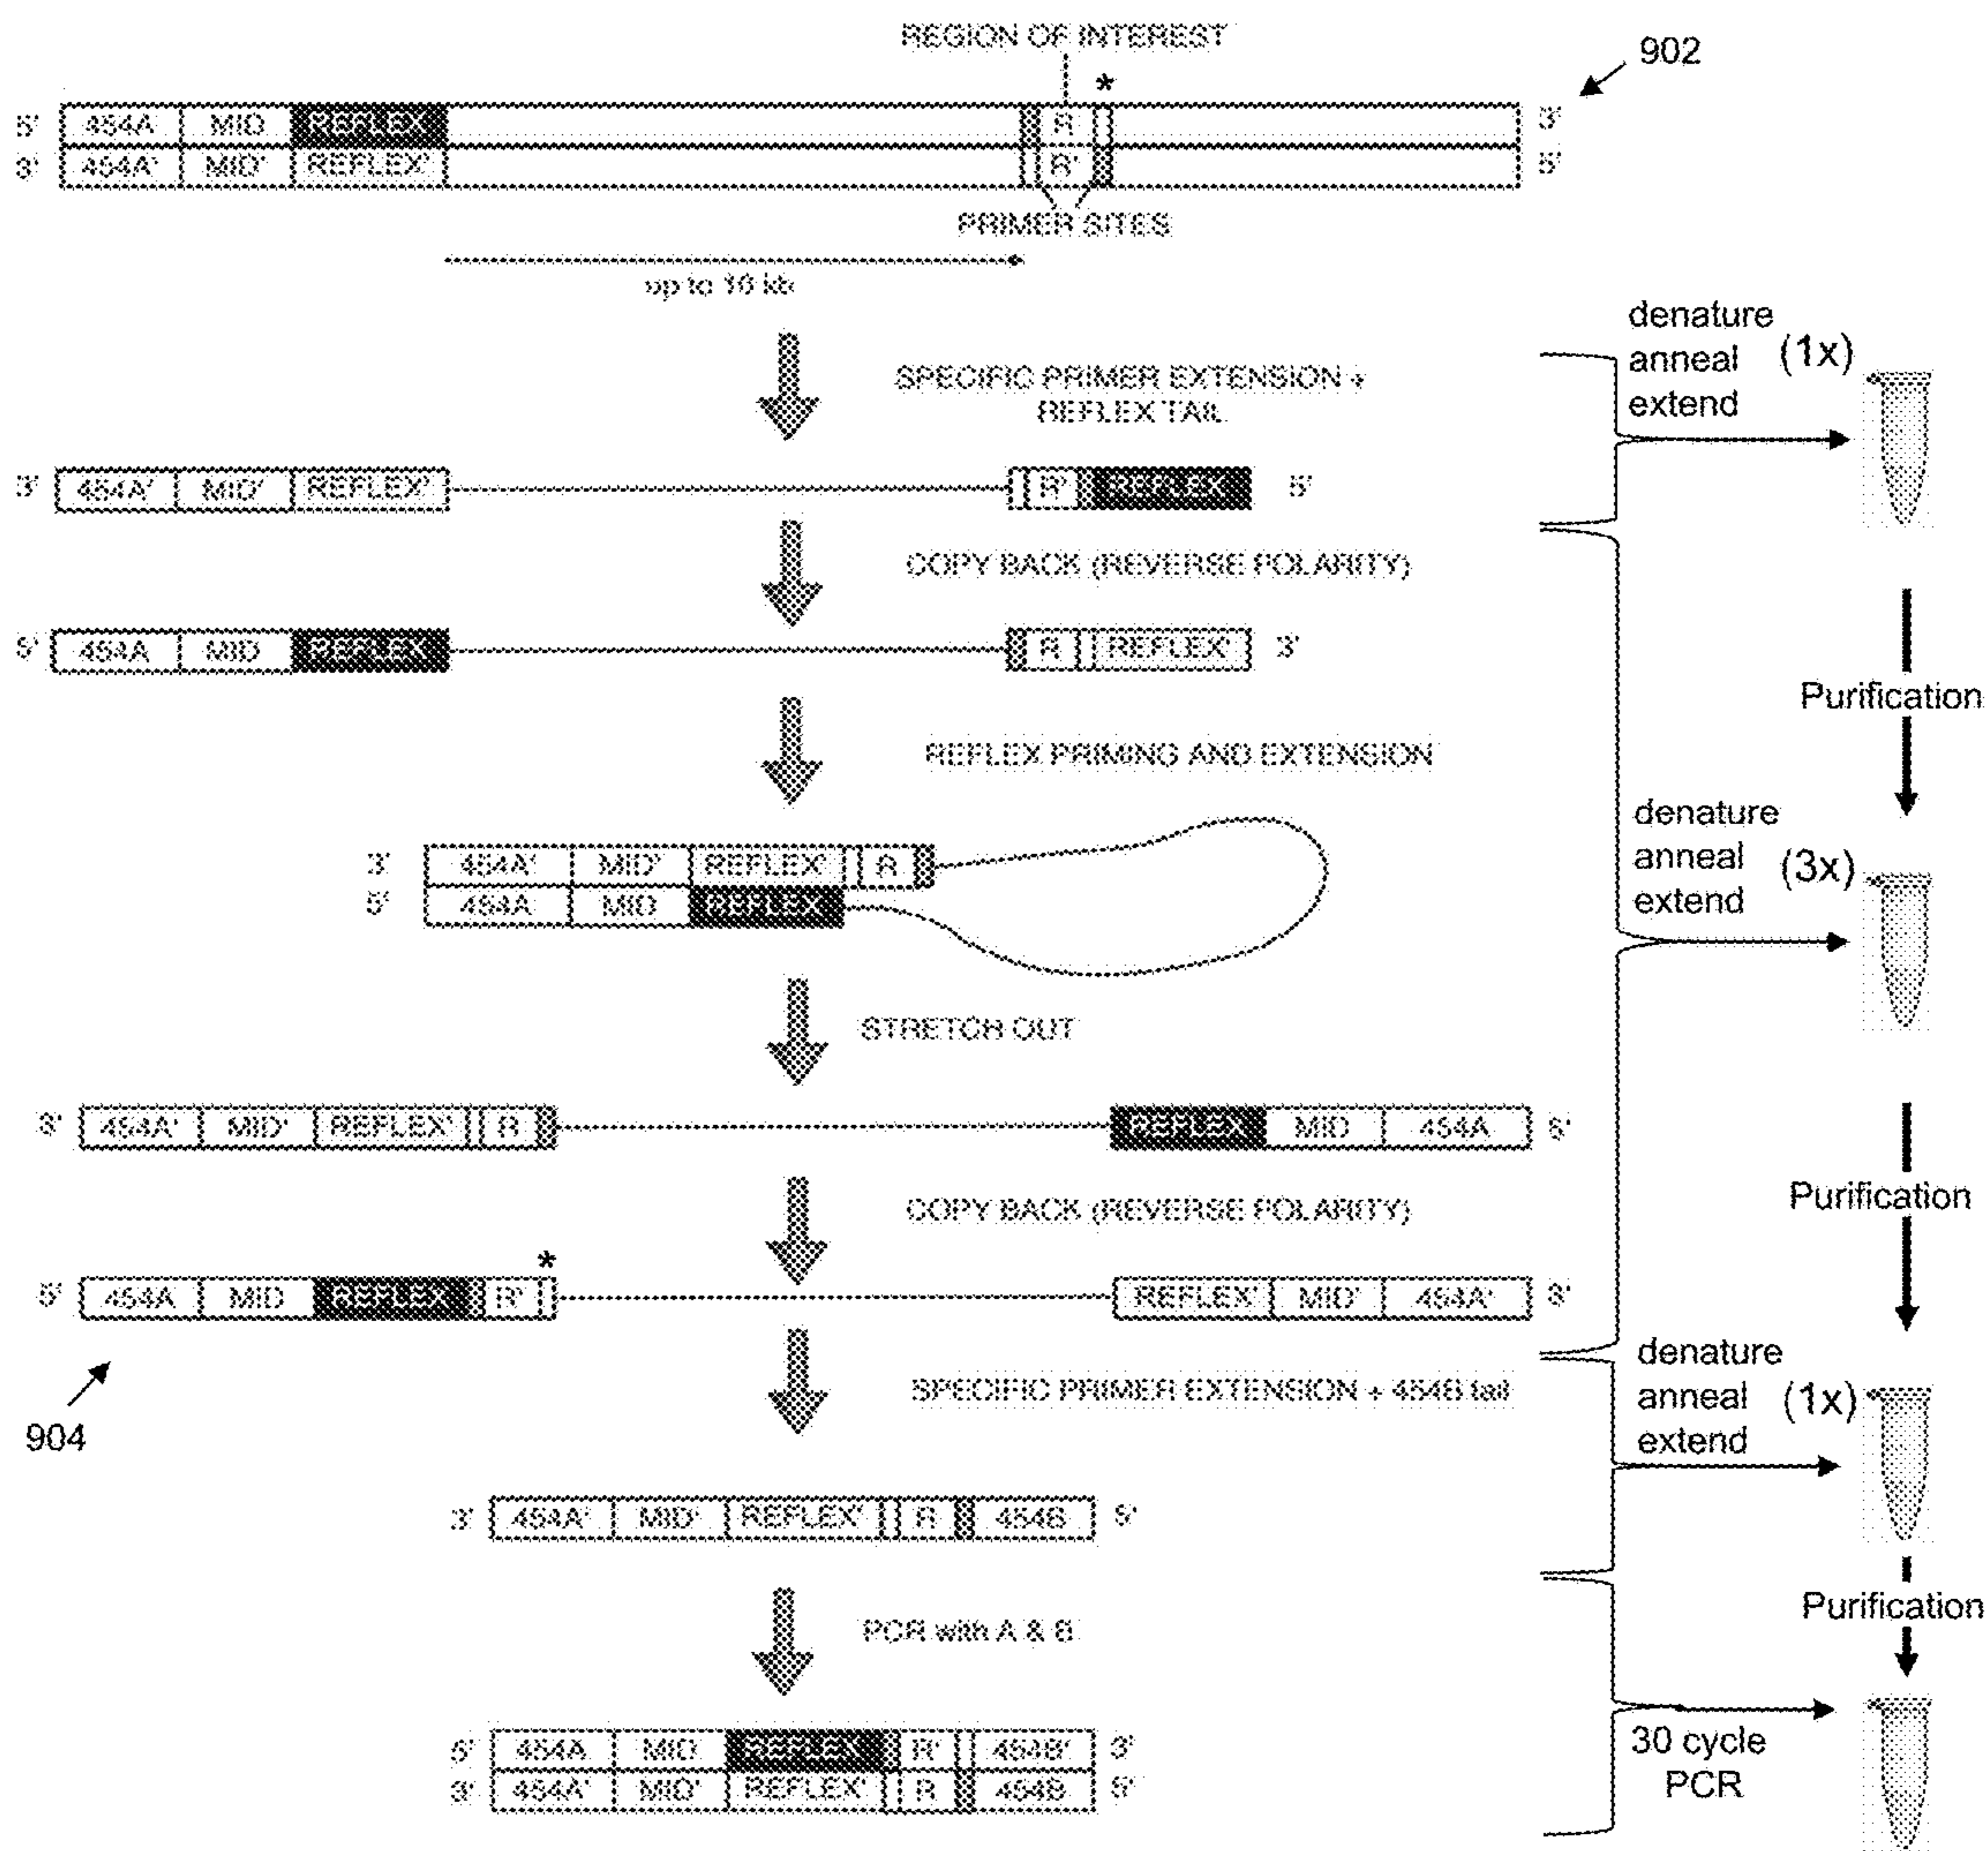 REGION OF INTEREST
*
902
5' 454A MID REFLEX R 3'
3' 454A' MID' REFLEX' R' 5'
PRIMER SITES
up to 10 kb
denature
anneal (1x)
extend
SPECIFIC PRIMER EXTENSION +
REFLEX TAIL
3' 454A' MID' REFLEX' R' REFLEX 5'
COPY BACK (REVERSE POLARITY)
5' 454A MID REFLEX R REFLEX' 3'
Purification
REFLEX PRIMING AND EXTENSION
denature
anneal (3x)
extend
3' 454A' MID' REFLEX' R
5' 454A MID REFLEX
STRETCH OUT
3' 454A' MID' REFLEX' R REFLEX MID 454A 5'
Purification
COPY BACK (REVERSE POLARITY)
*
5' 454A MID REFLEX R' REFLEX' MID' 454A' 3'
904
denature
anneal (1x)
extend
SPECIFIC PRIMER EXTENSION + 454B tail
3' 454A' MID' REFLEX' R 454B 5'
Purification
PCR with A & B
30 cycle
PCR
5' 454A MID REFLEX R' 454B' 3'
3' 454A' MID' REFLEX' R 454B 5'